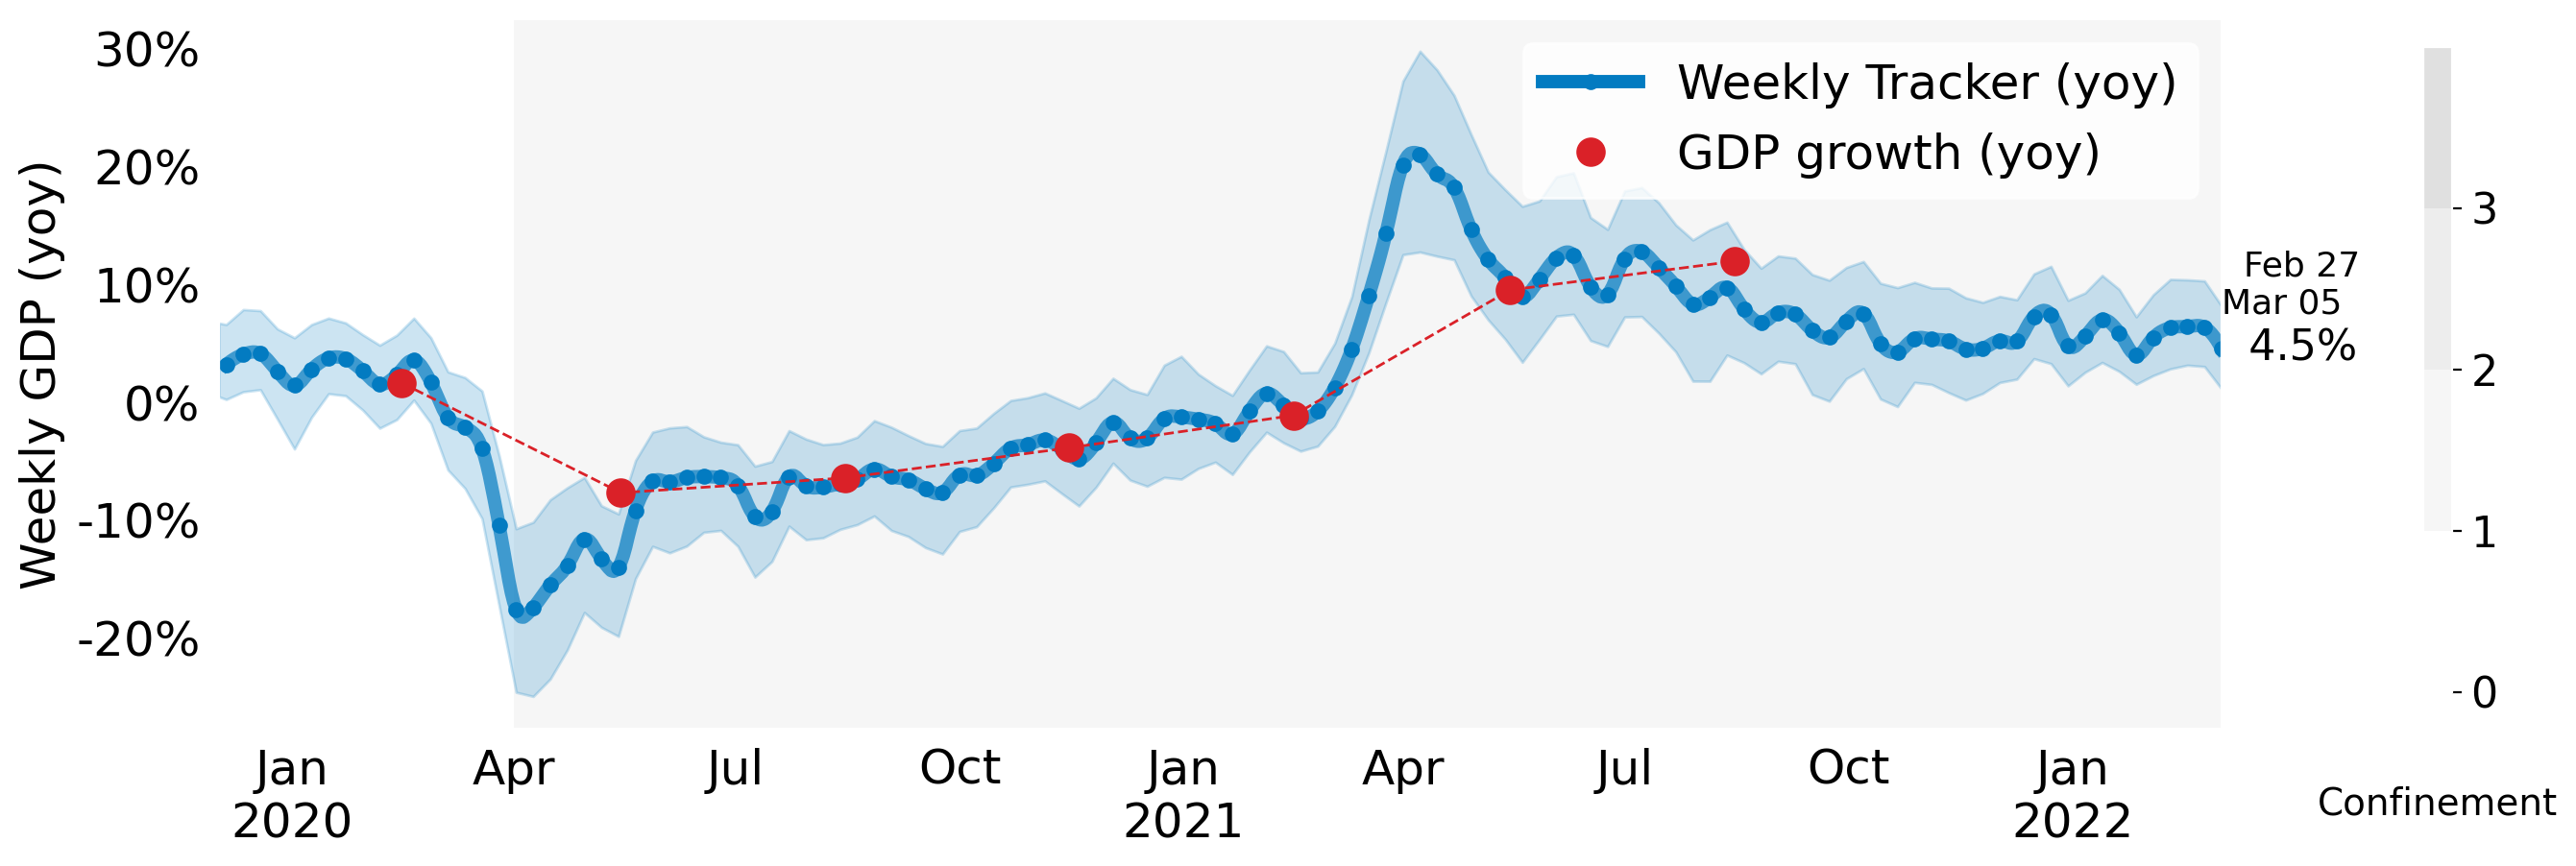 Weekly GDP (yoy)
30%
20%
10%
0%
-10%
-20%
Weekly Tracker (yoy)
GDP growth (yoy)
Feb 27
Mar 05
4.5%
3
2
1
0
Jan Apr Jul Oct Jan Apr Jul Oct Jan
2020 2021 2022
Confinement